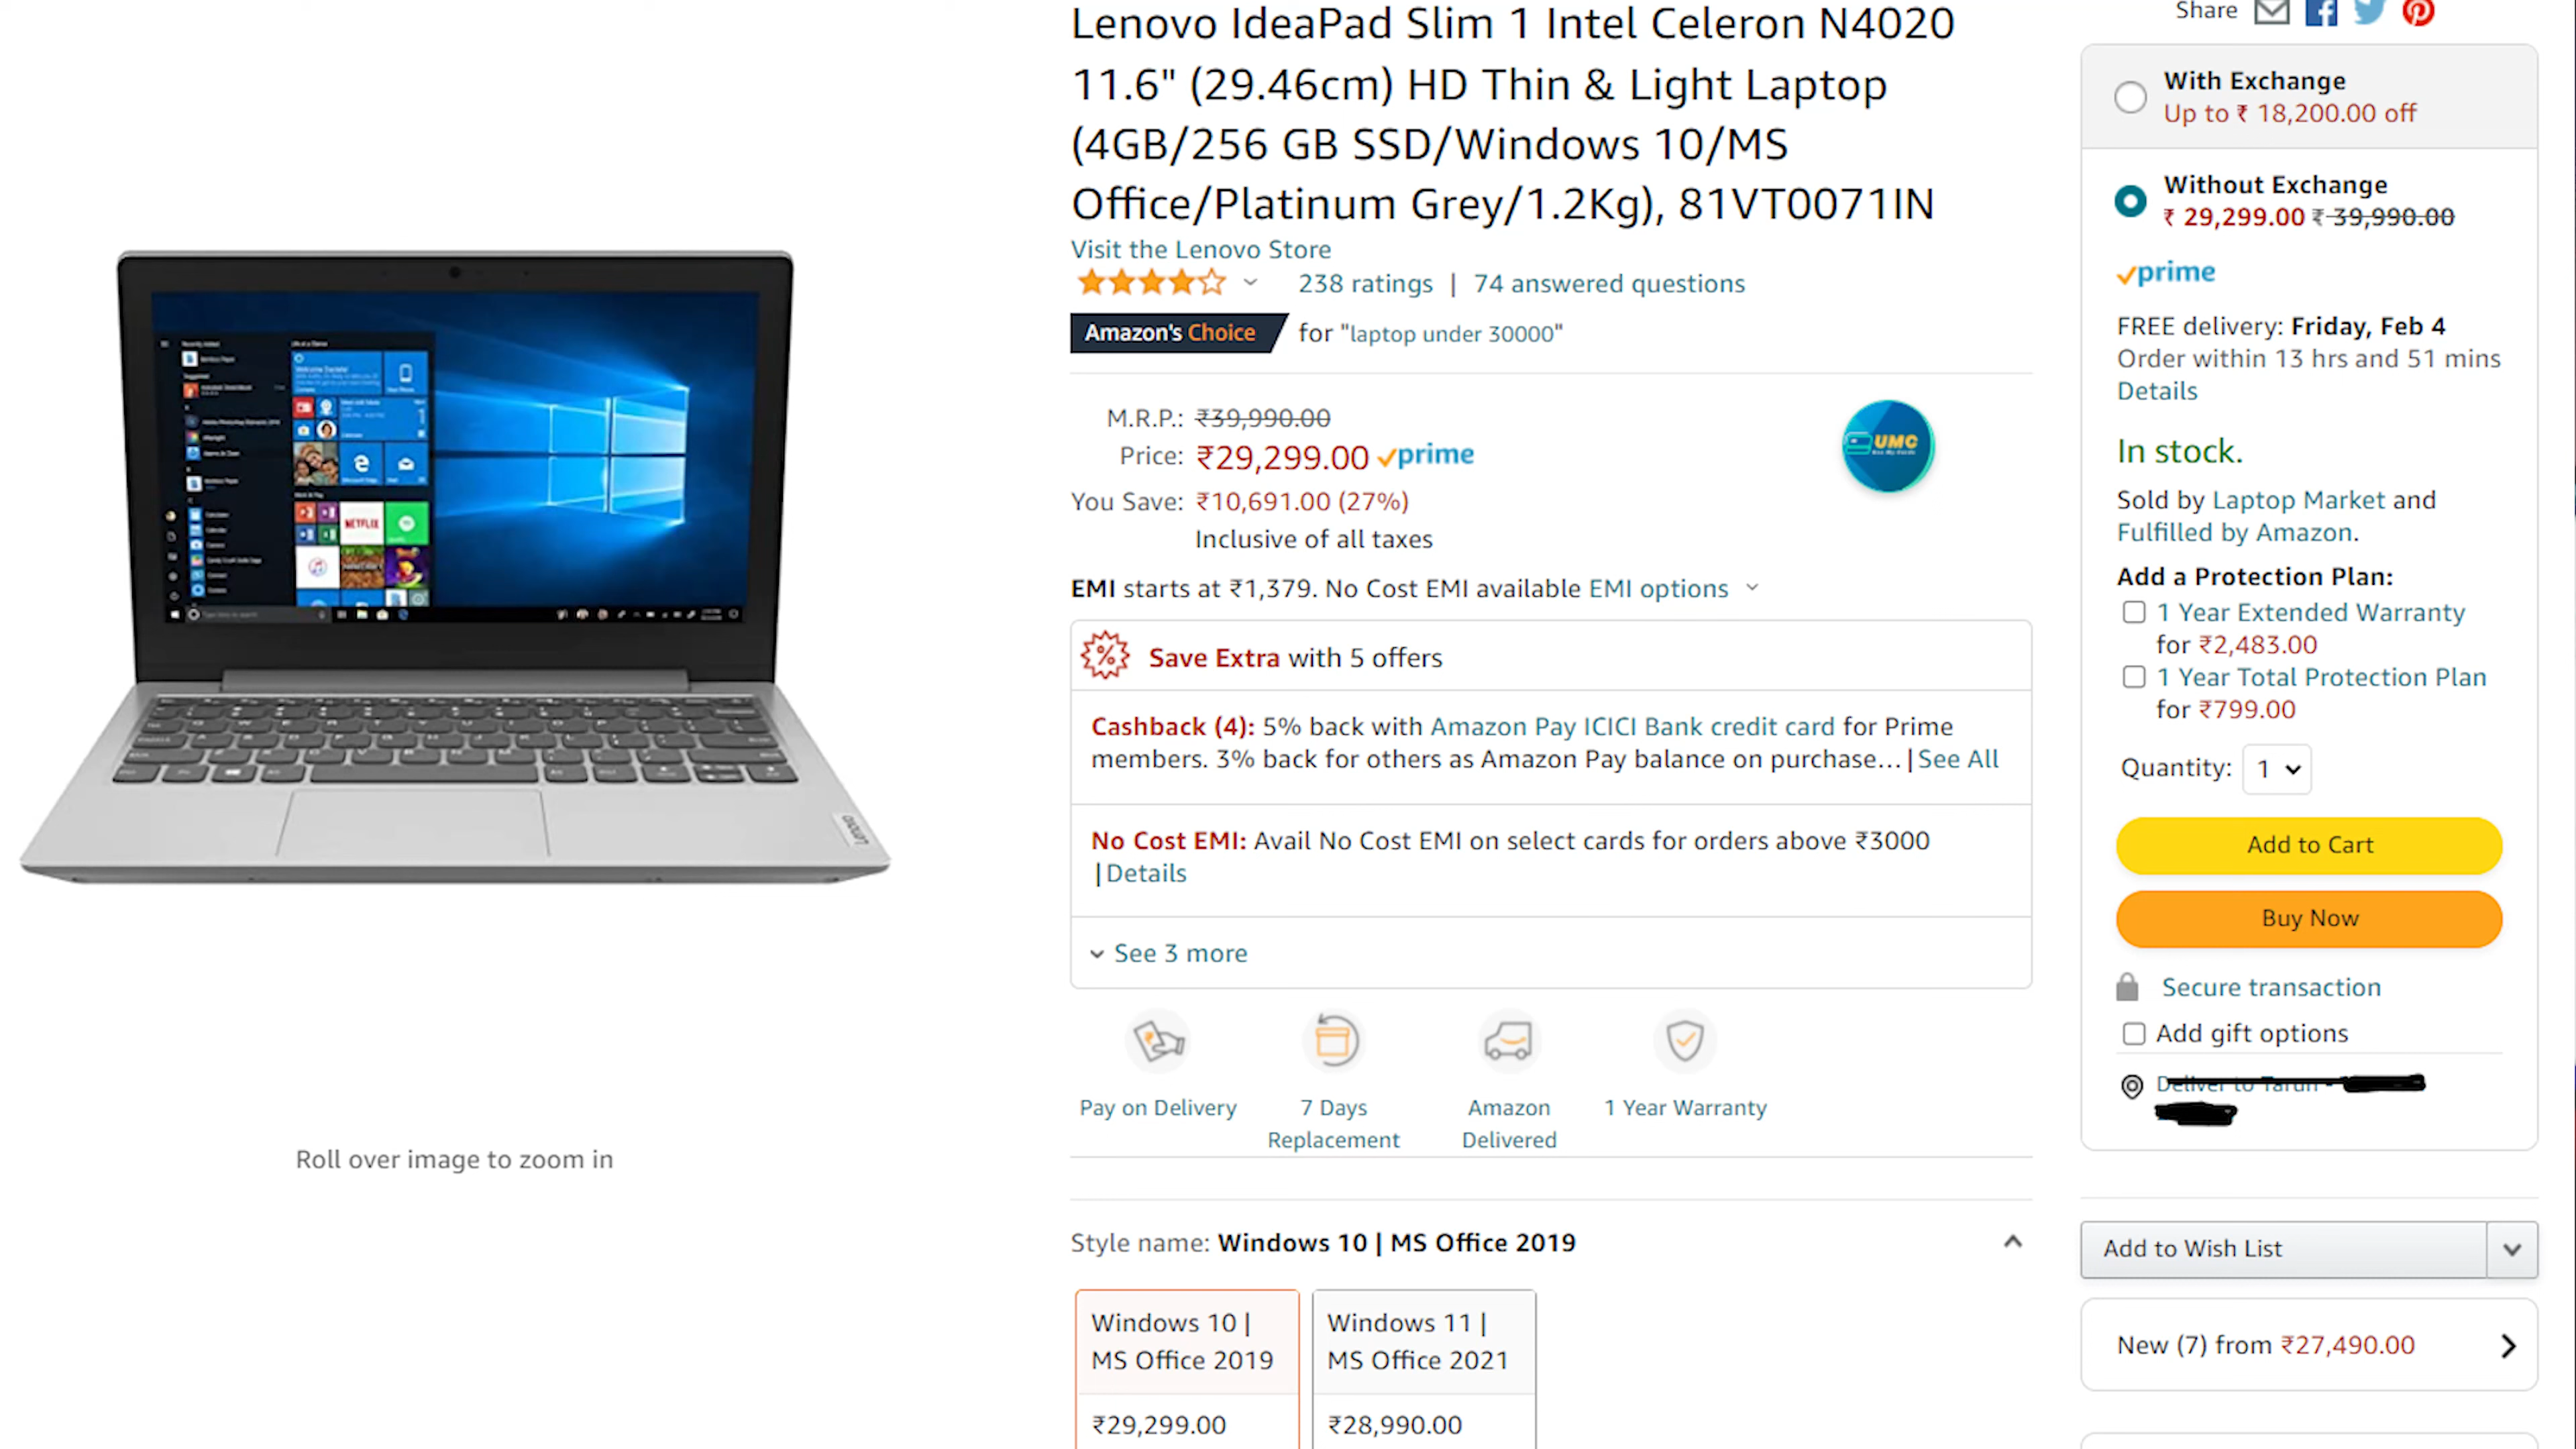 Lenovo IdeaPad Slim 1 Intel Celeron N4020
11.6" (29.46cm) HD Thin & Light Laptop
(4GB/256 GB SSD/Windows 10/MS
Office/Platinum Grey/1.2Kg), 81VT0071IN
Visit the Lenovo Store
238 ratings | 74 answered questions
Amazon's Choice for "laptop under 30000"
M.R.P.: ₹39,990.00
Price: ₹29,299.00 prime
You Save: ₹10,691.00 (27%)
Inclusive of all taxes
UMC
EMI starts at ₹1,379. No Cost EMI available EMI options
Save Extra with 5 offers
Cashback (4): 5% back with Amazon Pay ICICI Bank credit card for Prime
members. 3% back for others as Amazon Pay balance on purchase… | See All
No Cost EMI: Avail No Cost EMI on select cards for orders above ₹3000
| Details
See 3 more
Pay on Delivery
7 Days
Replacement
Amazon
Delivered
1 Year Warranty
Style name: Windows 10 | MS Office 2019
Windows 10 |
MS Office 2019
₹29,299.00
Windows 11 |
MS Office 2021
₹28,990.00
NETFLIX
Lenovo
Roll over image to zoom in
Share
With Exchange
Up to ₹ 18,200.00 off
Without Exchange
₹ 29,299.00 ₹ 39,990.00
prime
FREE delivery: Friday, Feb 4
Order within 13 hrs and 51 mins
Details
In stock.
Sold by Laptop Market and
Fulfilled by Amazon.
Add a Protection Plan:
1 Year Extended Warranty
for ₹2,483.00
1 Year Total Protection Plan
for ₹799.00
Quantity: 1
Add to Cart
Buy Now
Secure transaction
Add gift options
Deliver to Tarun -
Add to Wish List
New (7) from ₹27,490.00